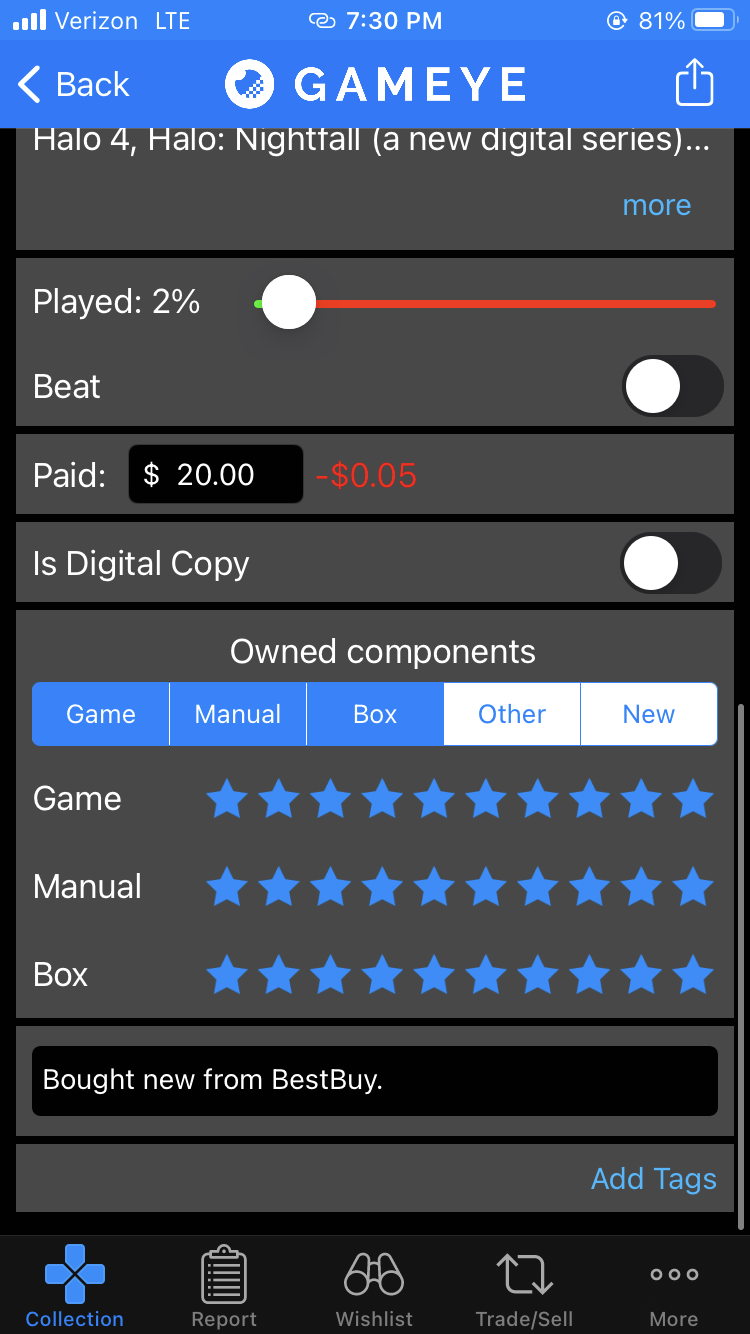 Verizon LTE 7:30 PM 81%
Back GAMEYE
Halo 4, Halo: Nightfall (a new digital series)...
more
Played: 2%
Beat
Paid: $ 20.00 -$0.05
Is Digital Copy
Owned components
Game Manual Box Other New
Game
Manual
Box
Bought new from BestBuy.
Add Tags
Collection Report Wishlist Trade/Sell More